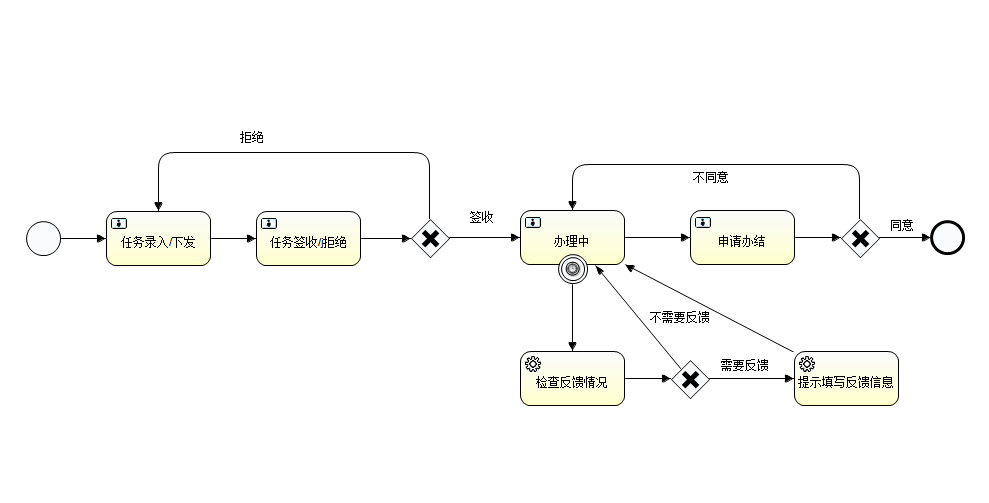 拒绝
任务录入/下发
任务签收/拒绝
签收
不同意
办理中
申请办结
同意
不需要反馈
检查反馈情况
需要反馈
提示填写反馈信息